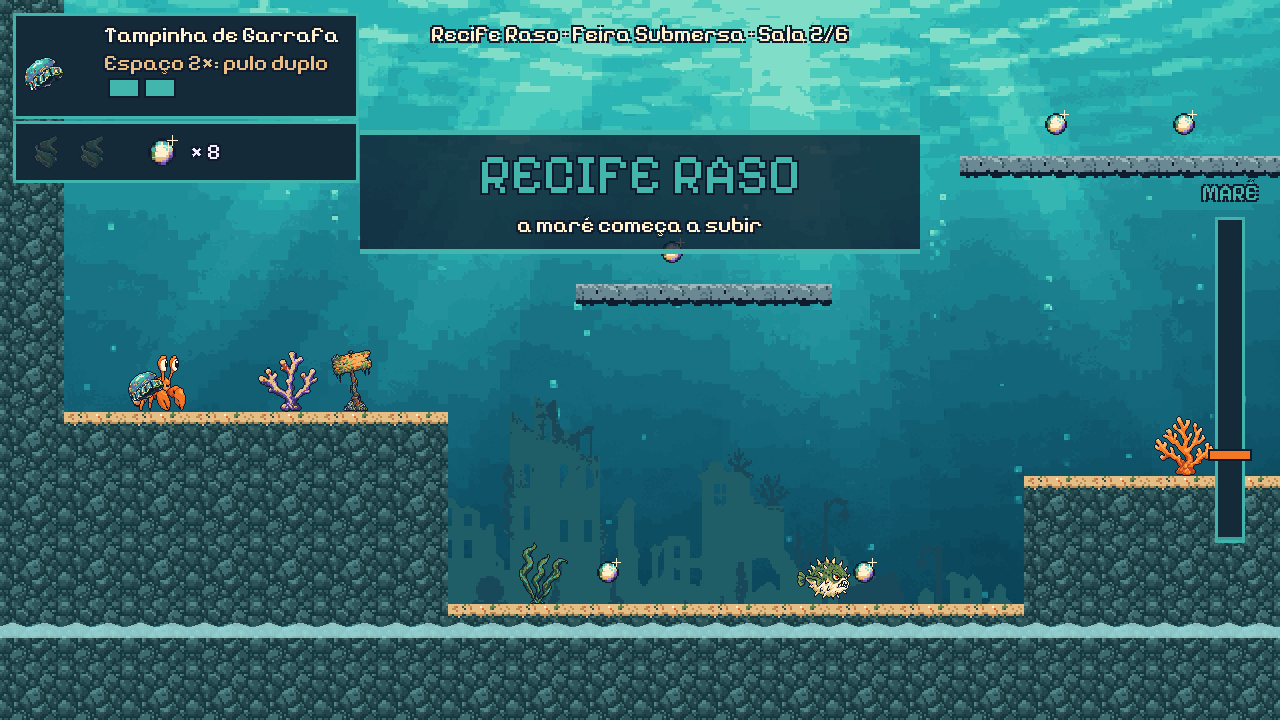 Tampinha de Garrafa
Espaço 2×: pulo duplo
× 8
Recife Raso · Feira Submersa · Sala 2/6
RECIFE RASO
a maré começa a subir
MARÉ